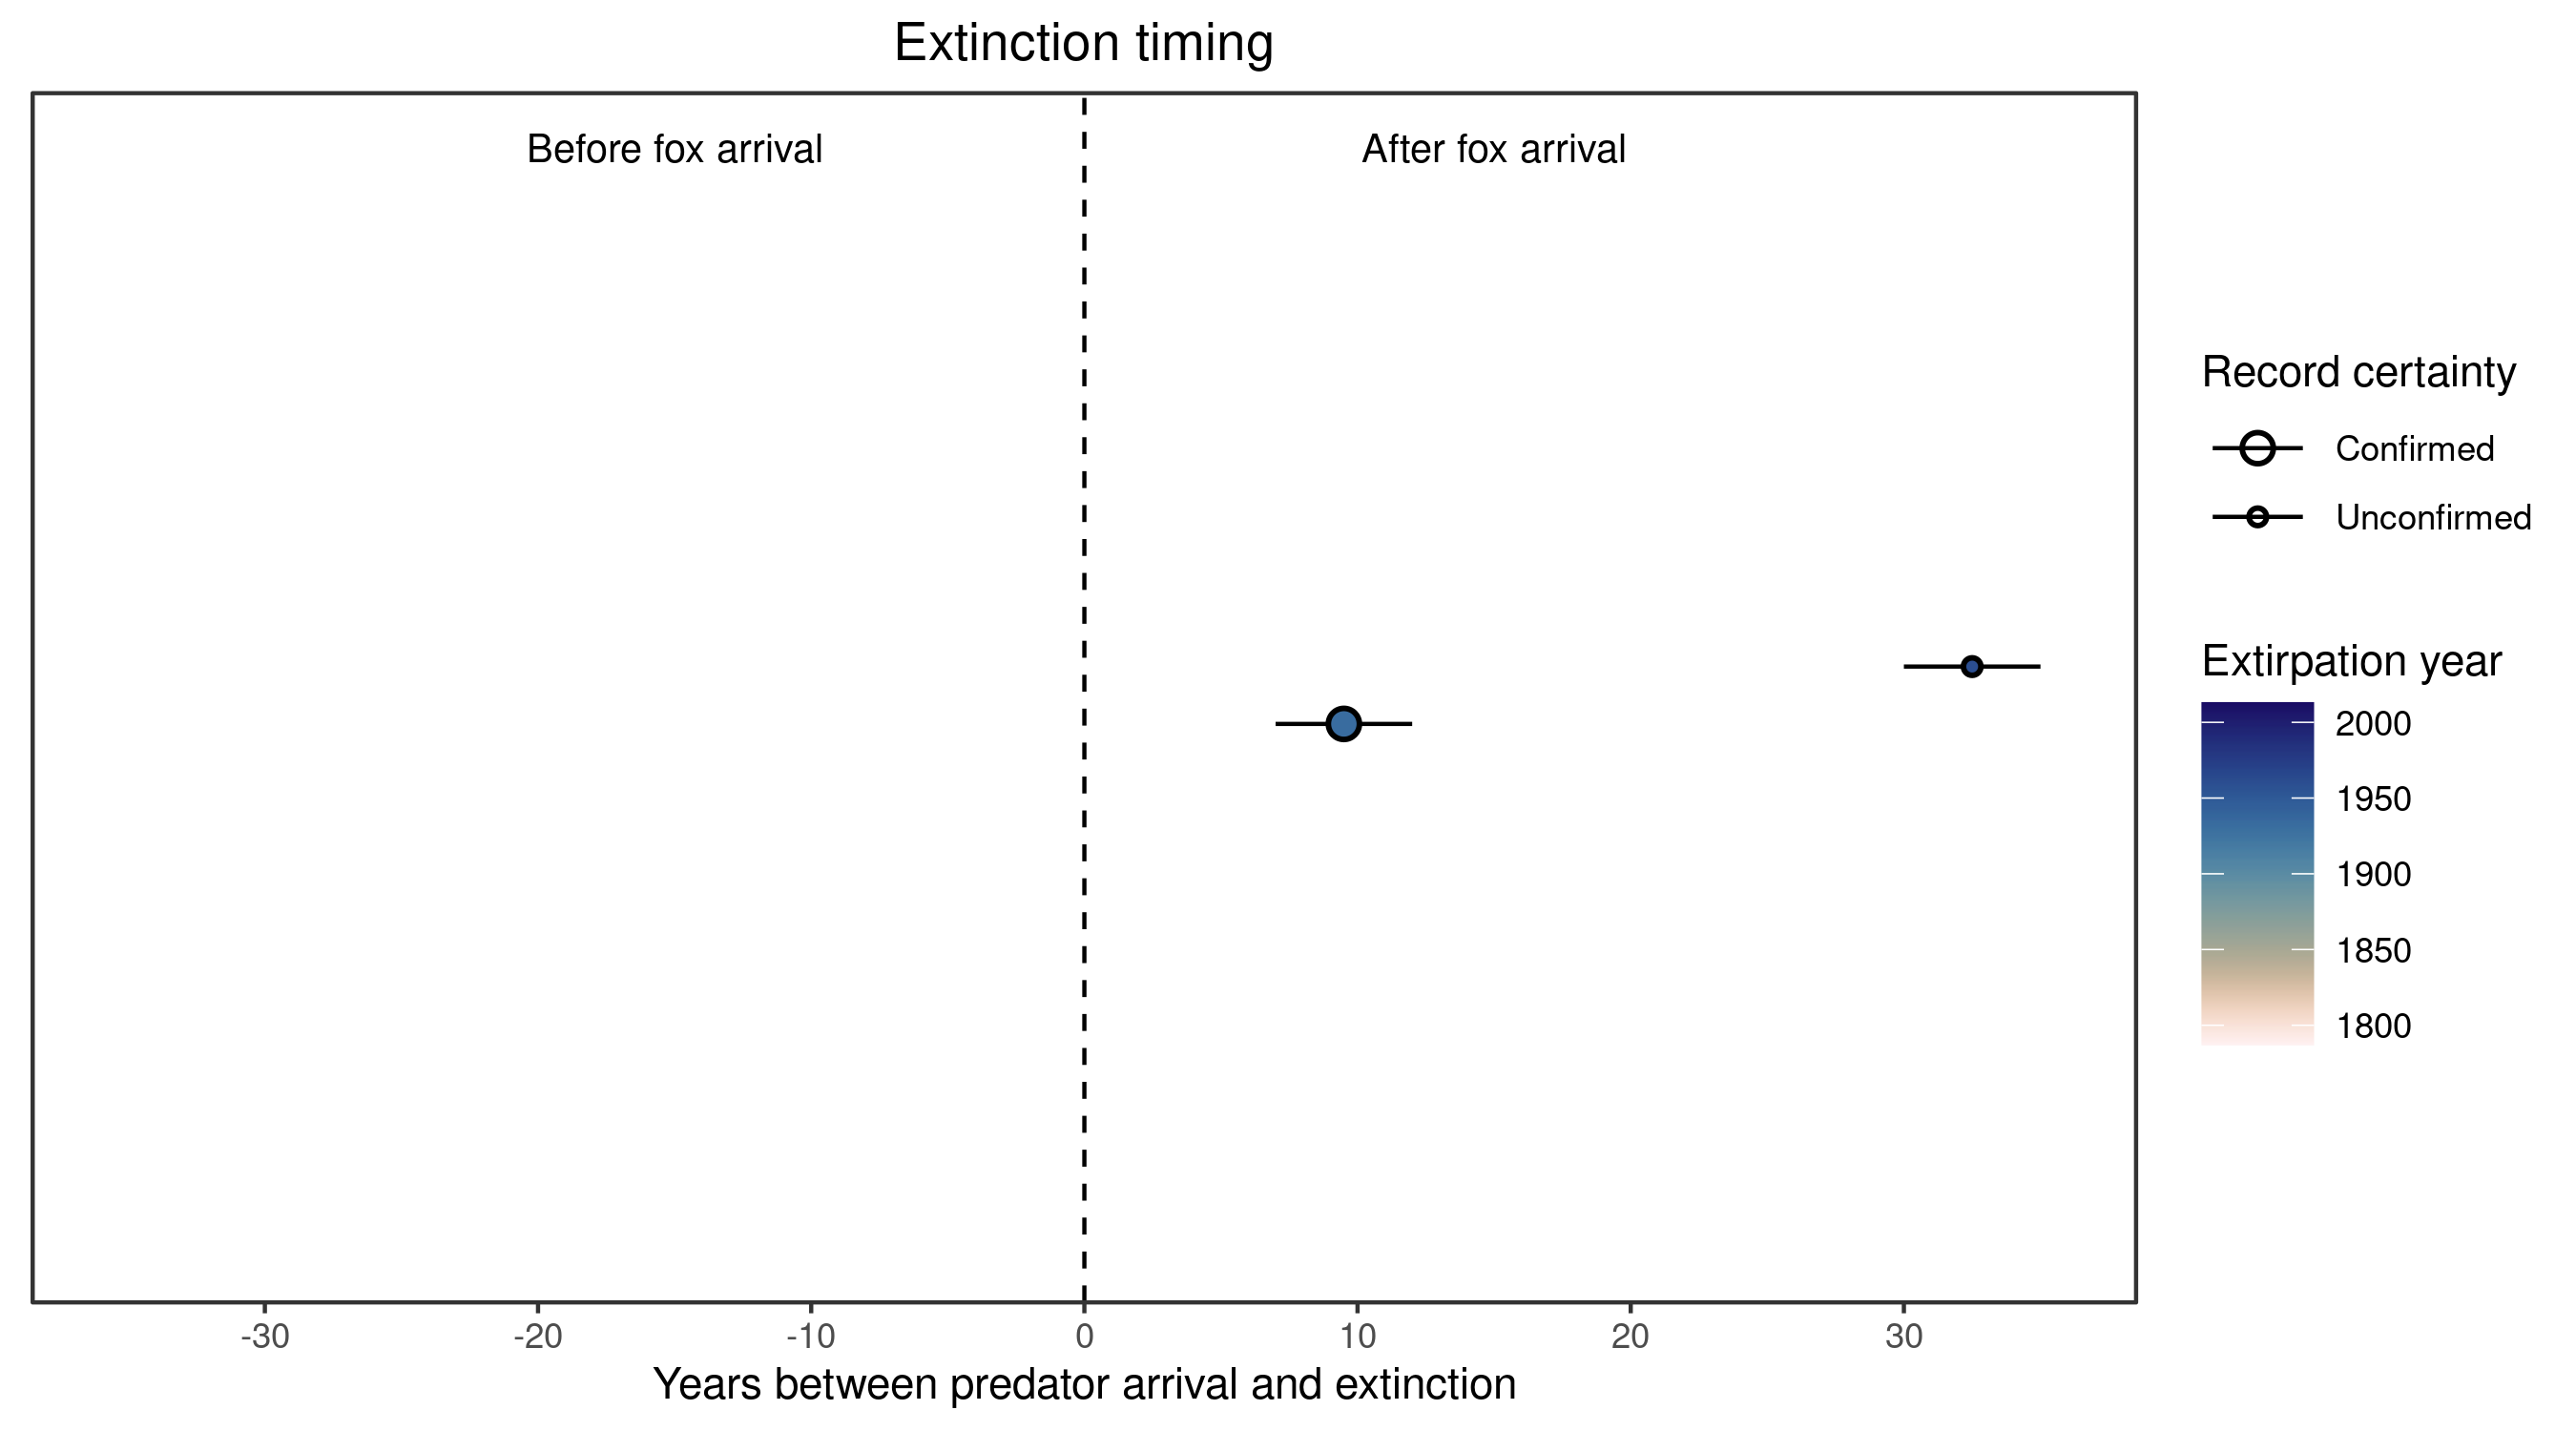 Extinction timing
Before fox arrival
After fox arrival
Record certainty
Confirmed
Unconfirmed
Extirpation year
2000
1950
1900
1850
1800
-30
-20
-10
0
10
20
30
Years between predator arrival and extinction